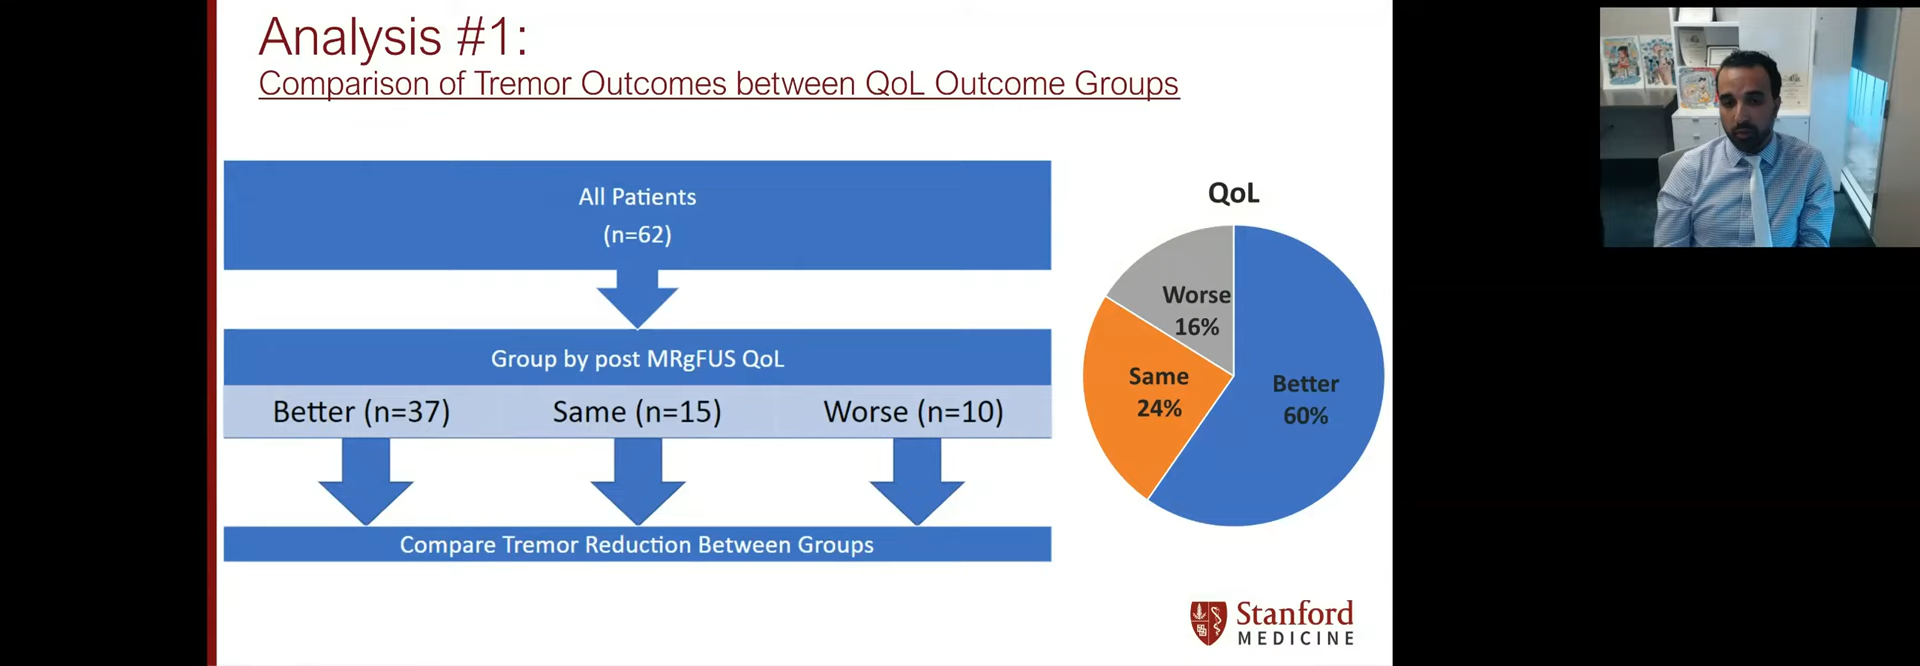 Analysis #1:
Comparison of Tremor Outcomes between QoL Outcome Groups
All Patients
(n=62)
Group by post MRgFUS QoL
Better (n=37)
Same (n=15)
Worse (n=10)
Compare Tremor Reduction Between Groups
QoL
Worse
16%
Same
24%
Better
60%
Stanford
MEDICINE